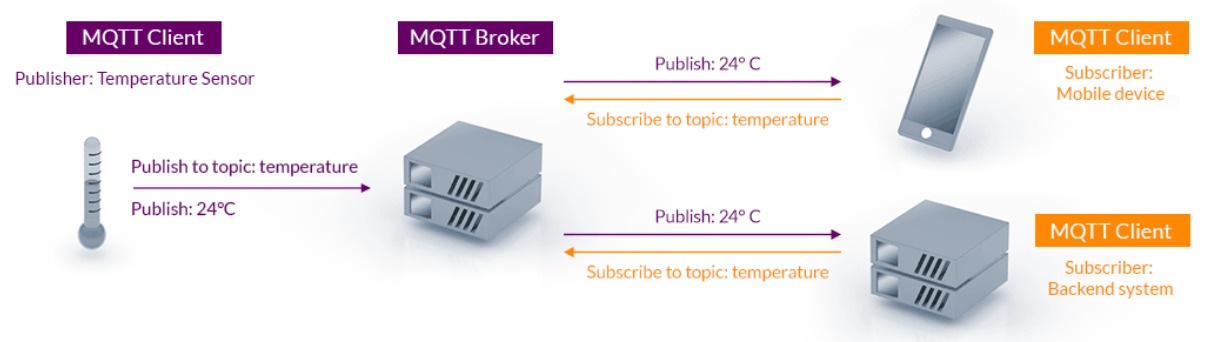 MQTT Client
Publisher: Temperature Sensor
Publish to topic: temperature
Publish: 24°C
MQTT Broker
Publish: 24° C
Subscribe to topic: temperature
MQTT Client
Subscriber:
Mobile device
Publish: 24° C
Subscribe to topic: temperature
MQTT Client
Subscriber:
Backend system